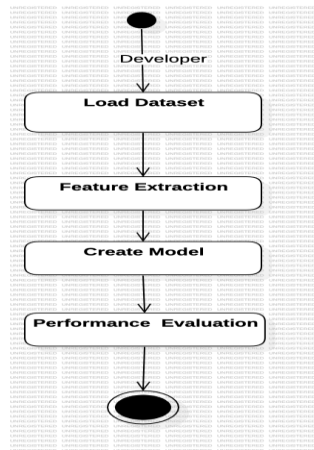 Developer
Load Dataset
Feature Extraction
Create Model
Performance Evaluation